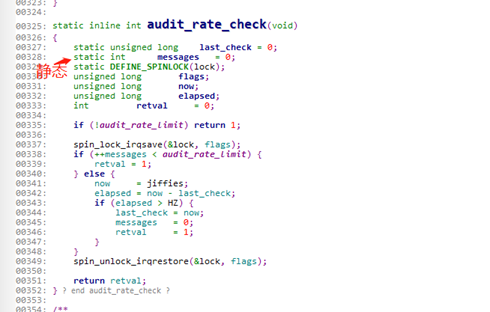 00323: }
00324:
00325: static inline int audit_rate_check(void)
00326: {
00327: static unsigned long last_check = 0;
00328: static int messages = 0;
00329: static DEFINE_SPINLOCK(lock);
静态
00330: unsigned long flags;
00331: unsigned long now;
00332: unsigned long elapsed;
00333: int retval = 0;
00334:
00335: if (!audit_rate_limit) return 1;
00336:
00337: spin_lock_irqsave(&lock, flags);
00338: if (++messages < audit_rate_limit) {
00339: retval = 1;
00340: } else {
00341: now = jiffies;
00342: elapsed = now - last_check;
00343: if (elapsed > HZ) {
00344: last_check = now;
00345: messages = 0;
00346: retval = 1;
00347: }
00348: }
00349: spin_unlock_irqrestore(&lock, flags);
00350:
00351: return retval;
00352: } ? end audit_rate_check ?
00353:
00354: /**